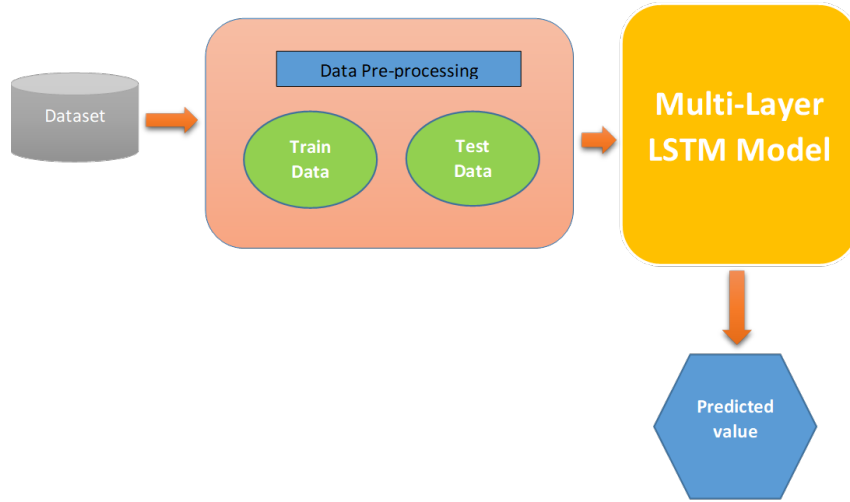 Dataset
Data Pre-processing
Train
Data
Test
Data
Multi-Layer
LSTM Model
Predicted
value